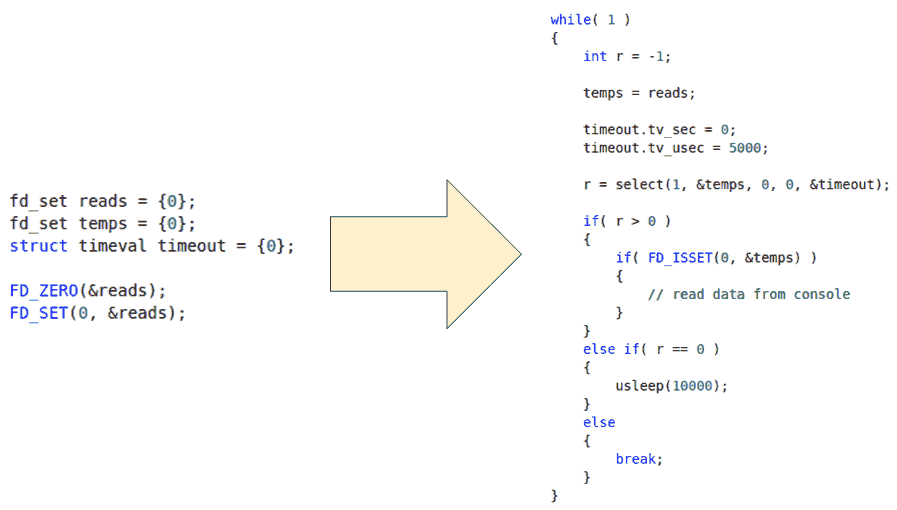 fd_set reads = {0};
fd_set temps = {0};
struct timeval timeout = {0};
FD_ZERO(&reads);
FD_SET(0, &reads);
while( 1 )
{
    int r = -1;
    temps = reads;
    timeout.tv_sec = 0;
    timeout.tv_usec = 5000;
    r = select(1, &temps, 0, 0, &timeout);
    if( r > 0 )
    {
        if( FD_ISSET(0, &temps) )
        {
            // read data from console
        }
    }
    else if( r == 0 )
    {
        usleep(10000);
    }
    else
    {
        break;
    }
}